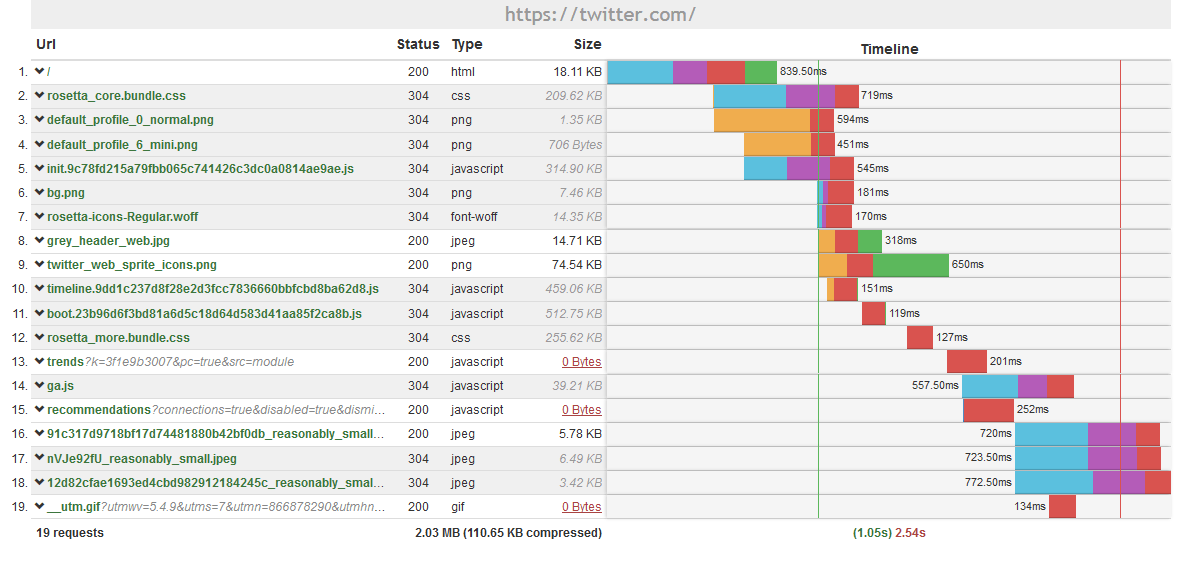 https://twitter.com/
Url Status Type Size Timeline
1. / 200 html 18.11 KB 839.50ms
2. rosetta_core.bundle.css 304 css 209.62 KB 719ms
3. default_profile_0_normal.png 304 png 1.35 KB 594ms
4. default_profile_6_mini.png 304 png 706 Bytes 451ms
5. init.9c78fd215a79fbb065c741426c3dc0a0814ae9ae.js 304 javascript 314.90 KB 545ms
6. bg.png 304 png 7.46 KB 181ms
7. rosetta-icons-Regular.woff 304 font-woff 14.35 KB 170ms
8. grey_header_web.jpg 200 jpeg 14.71 KB 318ms
9. twitter_web_sprite_icons.png 200 png 74.54 KB 650ms
10. timeline.9dd1c237d8f28e2d3fcc7836660bbfcbd8ba62d8.js 304 javascript 459.06 KB 151ms
11. boot.23b96d6f3bd81a6d5c18d64d583d41aa85f2ca8b.js 304 javascript 512.75 KB 119ms
12. rosetta_more.bundle.css 304 css 255.62 KB 127ms
13. trends?k=3f1e9b3007&pc=true&src=module 200 javascript 0 Bytes 201ms
14. ga.js 304 javascript 39.21 KB 557.50ms
15. recommendations?connections=true&disabled=true&dismi... 200 javascript 0 Bytes 252ms
16. 91c317d9718bf17d74481880b42bf0db_reasonably_small... 200 jpeg 5.78 KB 720ms
17. nVJe92fU_reasonably_small.jpeg 304 jpeg 6.49 KB 723.50ms
18. 12d82cfae1693ed4cbd982912184245c_reasonably_smal... 304 jpeg 3.42 KB 772.50ms
19. __utm.gif?utmwv=5.4.9&utms=7&utmn=866878290&utmhn... 200 gif 0 Bytes 134ms
19 requests 2.03 MB (110.65 KB compressed) (1.05s) 2.54s